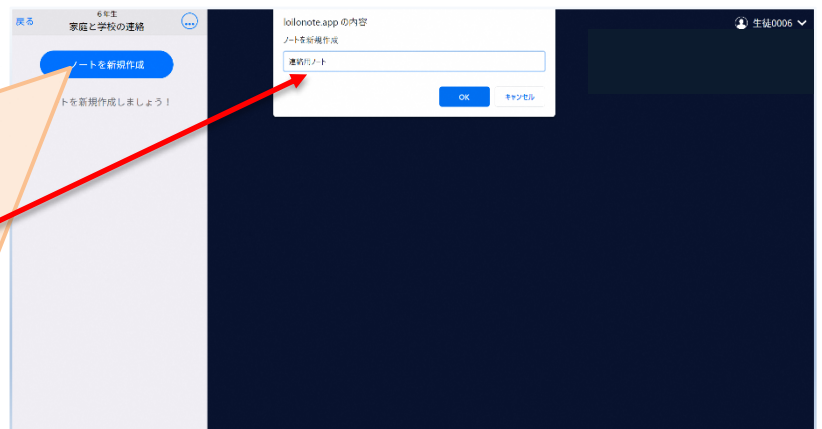 戻る
6年生
家庭と学校の連絡
ノートを新規作成
トを新規作成しましょう！
loilonote.app の内容
ノートを新規作成
連絡用ノート
OK
キャンセル
生徒0006